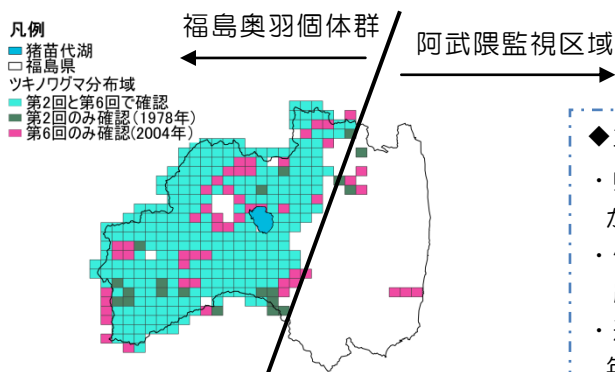 福島奥羽個体群
阿武隈監視区域
凡例
猪苗代湖
福島県
ツキノワグマ分布域
第2回と第6回で確認
第2回のみ確認(1978年)
第6回のみ確認(2004年)